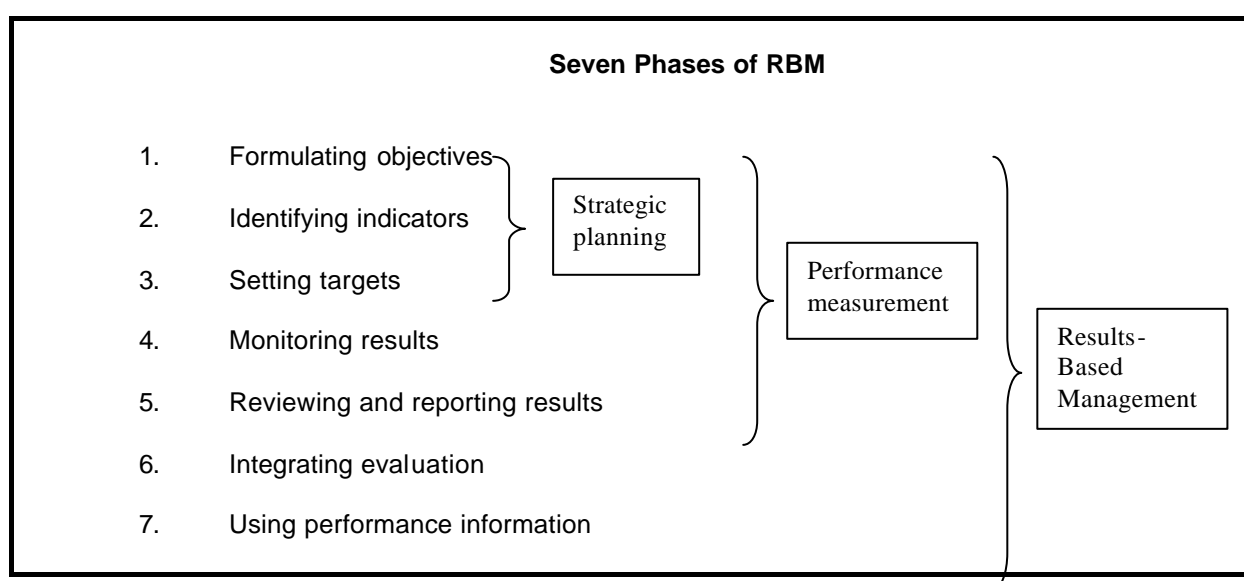 Seven Phases of RBM
1. Formulating objectives
2. Identifying indicators
3. Setting targets
4. Monitoring results
5. Reviewing and reporting results
6. Integrating evaluation
7. Using performance information
Strategic
planning
Performance
measurement
Results-
Based
Management